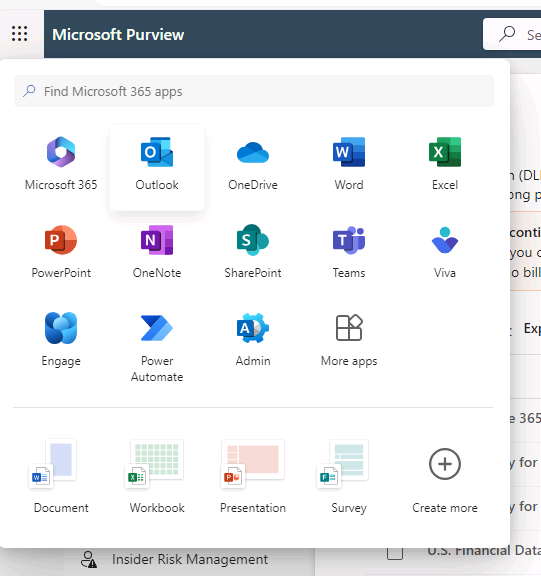 Microsoft Purview
Se
Find Microsoft 365 apps
Microsoft 365
Outlook
OneDrive
Word
Excel
PowerPoint
OneNote
SharePoint
Teams
Viva
Engage
Power
Automate
Admin
More apps
Document
Workbook
Presentation
Survey
Create more
(DL
ong p
conti
you c
o bil
Exp
e 365
y for
y for
U.S. Financial Data
Insider Risk Management